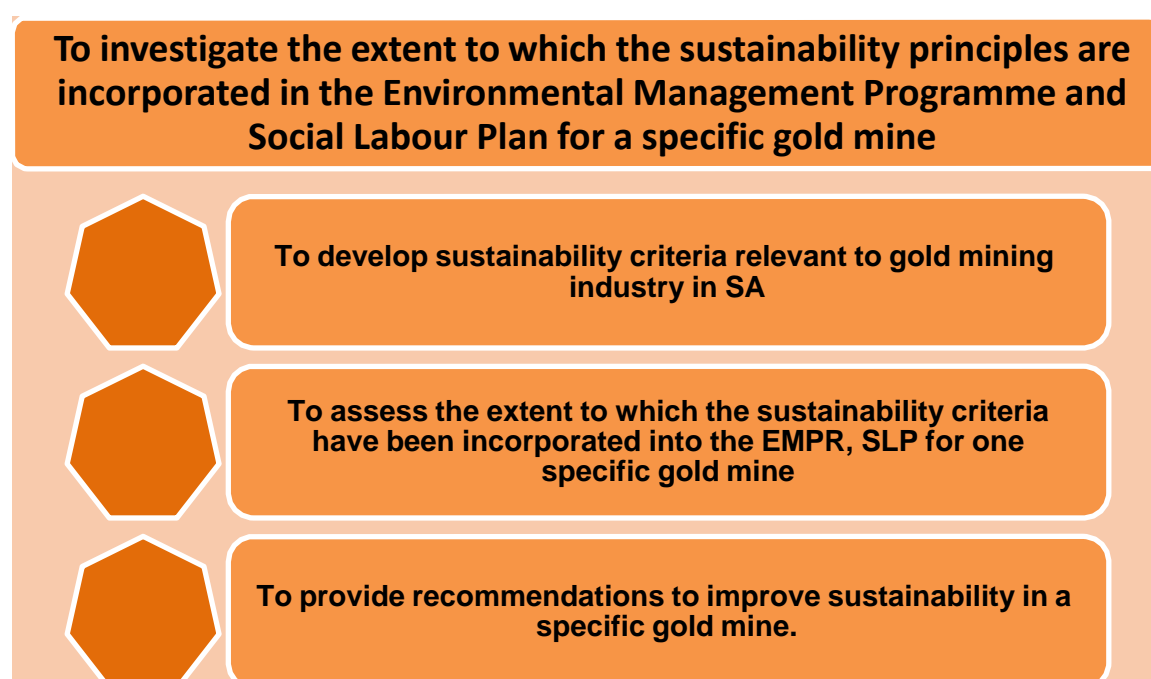 To investigate the extent to which the sustainability principles are
incorporated in the Environmental Management Programme and
Social Labour Plan for a specific gold mine
To develop sustainability criteria relevant to gold mining
industry in SA
To assess the extent to which the sustainability criteria
have been incorporated into the EMPR, SLP for one
specific gold mine
To provide recommendations to improve sustainability in a
specific gold mine.